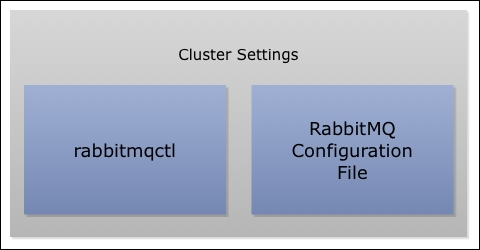 Cluster Settings
rabbitmqctl
RabbitMQ
Configuration
File